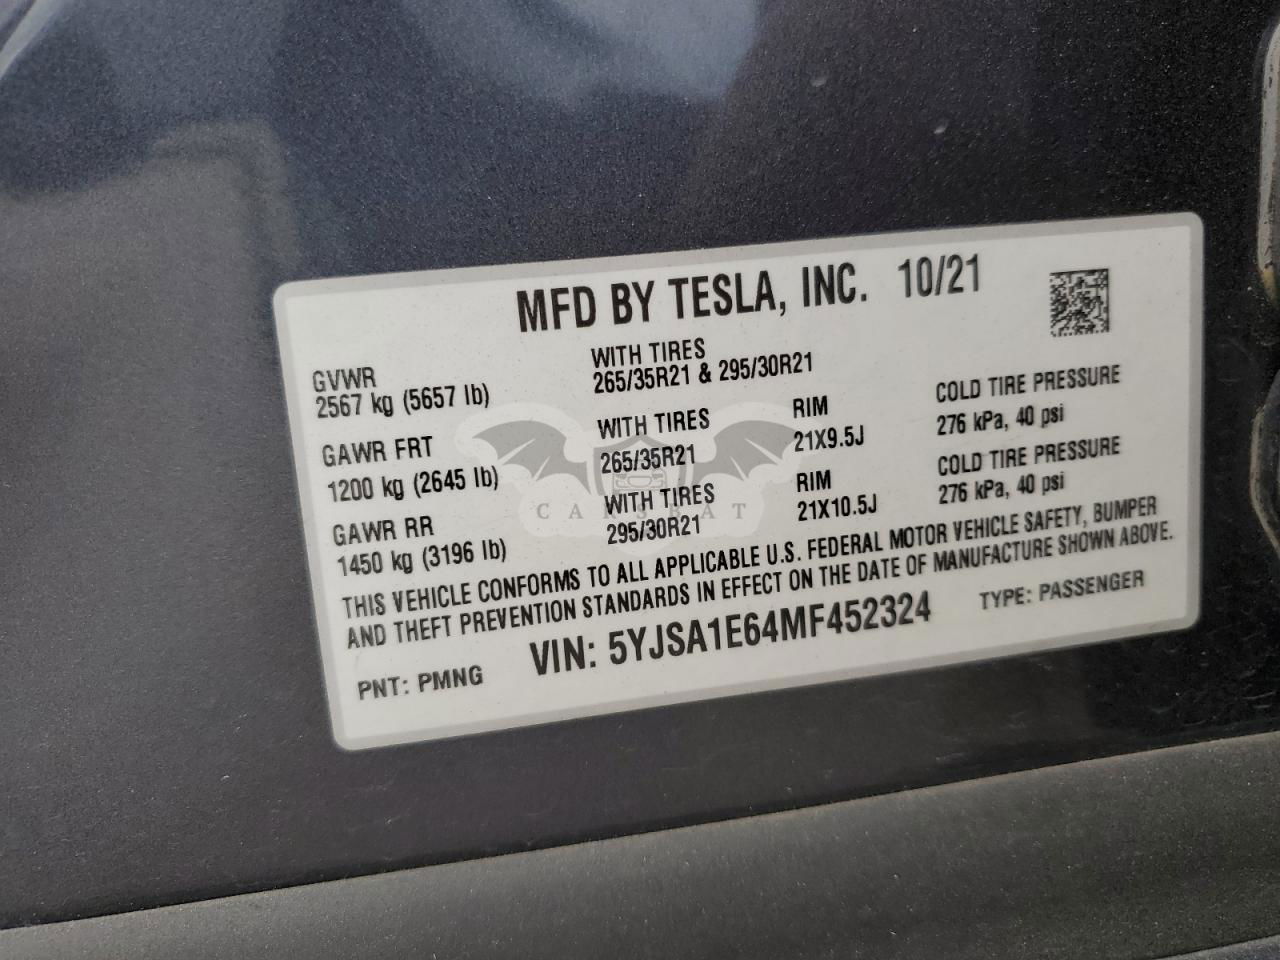 MFD BY TESLA, INC. 10/21
GVWR
2567 kg (5657 lb)
WITH TIRES
265/35R21 & 295/30R21
GAWR FRT
1200 kg (2645 lb)
WITH TIRES
265/35R21
RIM
21X9.5J
COLD TIRE PRESSURE
276 kPa, 40 psi
GAWR RR
1450 kg (3196 lb)
WITH TIRES
295/30R21
RIM
21X10.5J
COLD TIRE PRESSURE
276 kPa, 40 psi
THIS VEHICLE CONFORMS TO ALL APPLICABLE U.S. FEDERAL MOTOR VEHICLE SAFETY, BUMPER
AND THEFT PREVENTION STANDARDS IN EFFECT ON THE DATE OF MANUFACTURE SHOWN ABOVE.
PNT: PMNG VIN: 5YJSA1E64MF452324 TYPE: PASSENGER
CARSBAT